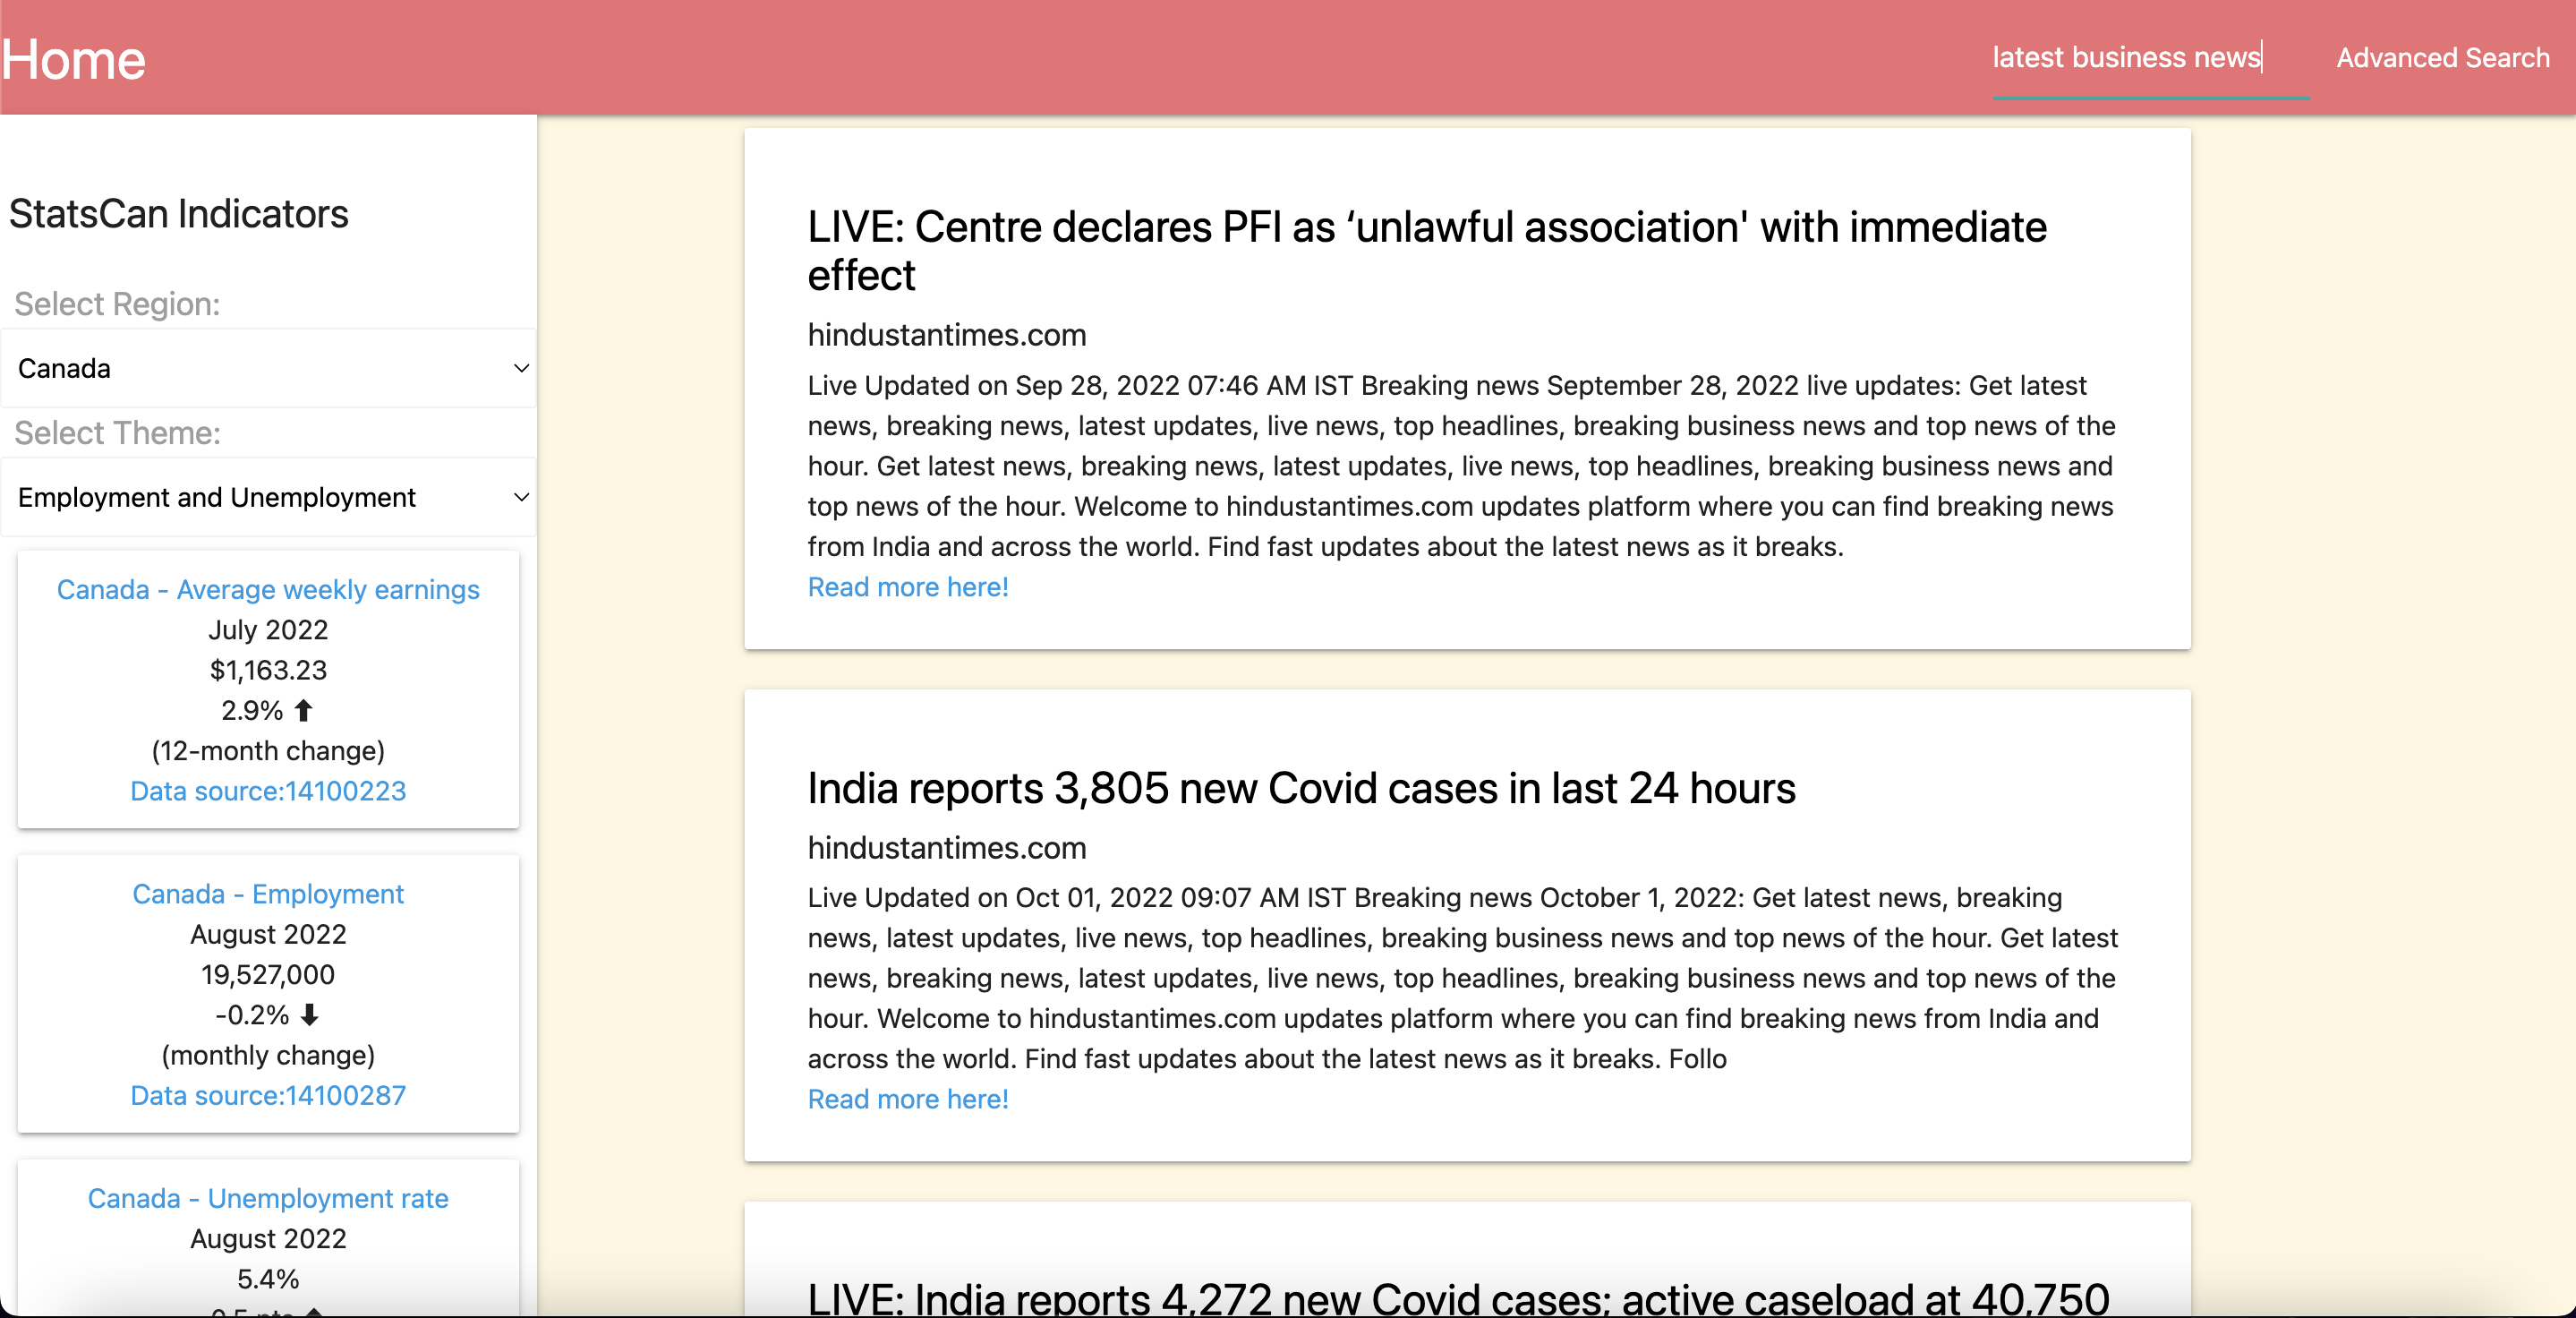 Home
latest business news
Advanced Search
StatsCan Indicators
Select Region:
Canada
Select Theme:
Employment and Unemployment
Canada - Average weekly earnings
July 2022
$1,163.23
2.9% ⬆
(12-month change)
Data source:14100223
Canada - Employment
August 2022
19,527,000
-0.2% ⬇
(monthly change)
Data source:14100287
Canada - Unemployment rate
August 2022
5.4%
0.5 pts ⬆
LIVE: Centre declares PFI as ‘unlawful association' with immediate
effect
hindustantimes.com
Live Updated on Sep 28, 2022 07:46 AM IST Breaking news September 28, 2022 live updates: Get latest
news, breaking news, latest updates, live news, top headlines, breaking business news and top news of the
hour. Get latest news, breaking news, latest updates, live news, top headlines, breaking business news and
top news of the hour. Welcome to hindustantimes.com updates platform where you can find breaking news
from India and across the world. Find fast updates about the latest news as it breaks.
Read more here!
India reports 3,805 new Covid cases in last 24 hours
hindustantimes.com
Live Updated on Oct 01, 2022 09:07 AM IST Breaking news October 1, 2022: Get latest news, breaking
news, latest updates, live news, top headlines, breaking business news and top news of the hour. Get latest
news, breaking news, latest updates, live news, top headlines, breaking business news and top news of the
hour. Welcome to hindustantimes.com updates platform where you can find breaking news from India and
across the world. Find fast updates about the latest news as it breaks. Follo
Read more here!
LIVE: India reports 4,272 new Covid cases; active caseload at 40,750